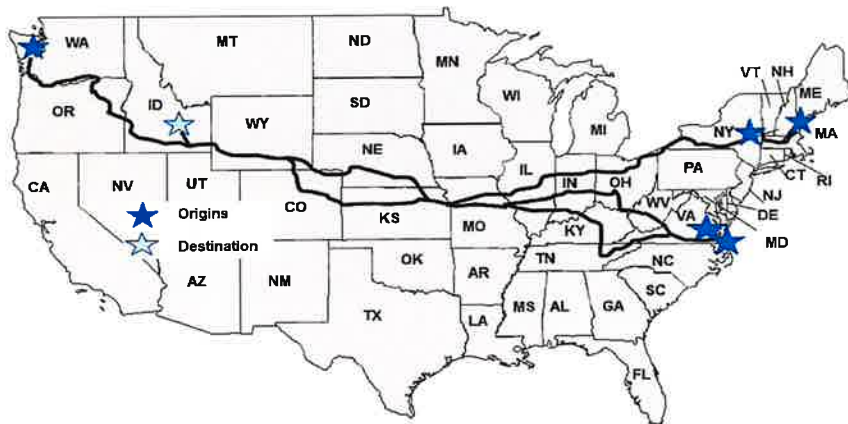 WA
MT
ND
MN
VT
NH
ME
OR
ID
SD
WI
MI
NY
MA
WY
NE
IA
IL
IN
OH
PA
CT
RI
NJ
DE
MD
CA
NV
UT
CO
KS
MO
KY
WV
VA
Origins
Destination
AZ
NM
OK
AR
TN
NC
SC
TX
LA
MS
AL
GA
FL